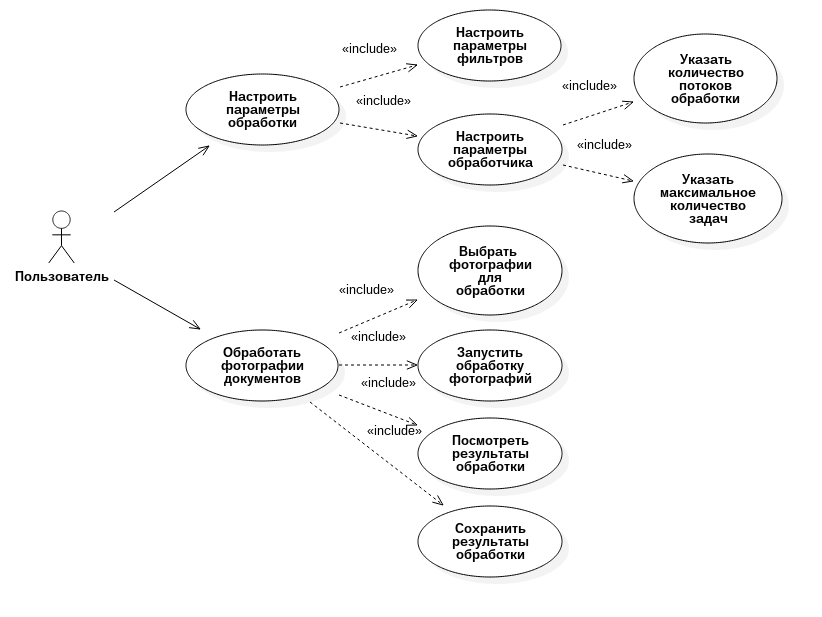 «include»
Настроить
параметры
фильтров
Указать
количество
потоков
обработки
«include»
Настроить
параметры
обработки
«include»
Настроить
параметры
обработчика
«include»
Указать
максимальное
количество
задач
Пользователь
Выбрать
фотографии
для
обработки
«include»
«include»
Обработать
фотографии
документов
Запустить
обработку
фотографий
«include»
«include»
Посмотреть
результаты
обработки
Сохранить
результаты
обработки